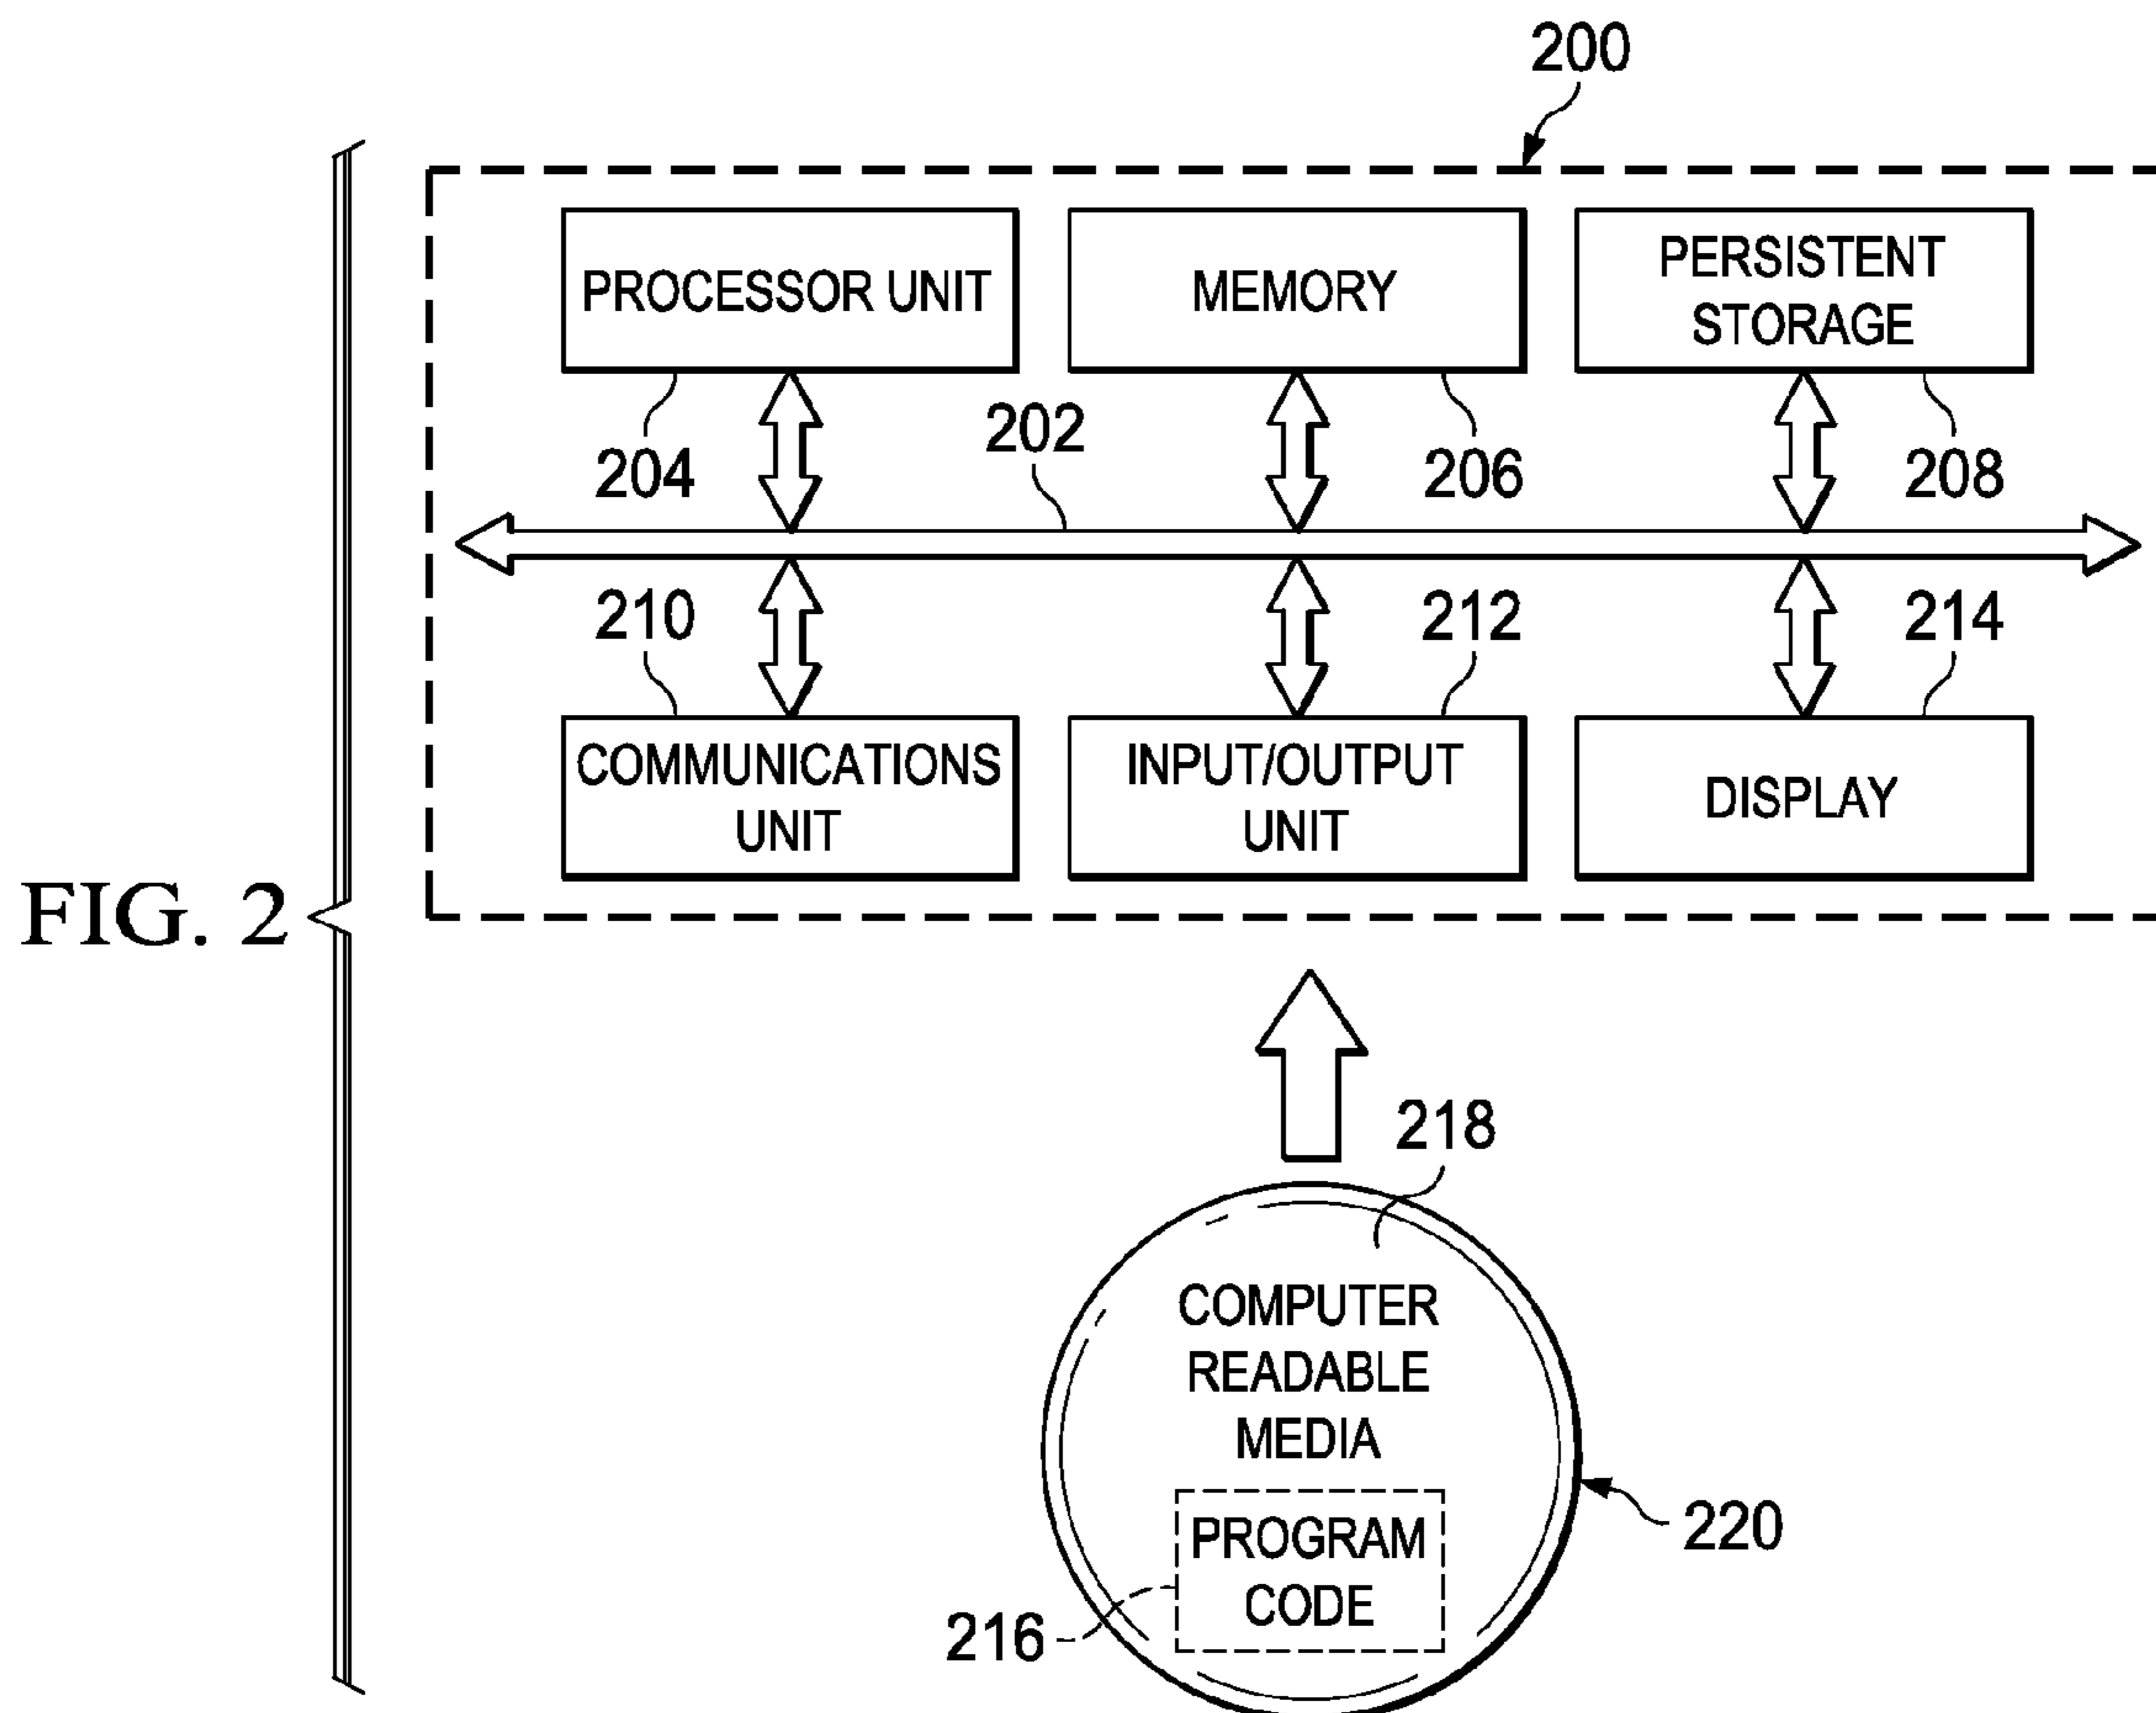 200
PROCESSOR UNIT
MEMORY
PERSISTENT
STORAGE
204
202
206
208
210
212
214
COMMUNICATIONS
UNIT
INPUT/OUTPUT
UNIT
DISPLAY
FIG. 2
218
COMPUTER
READABLE
MEDIA
PROGRAM
CODE
220
216